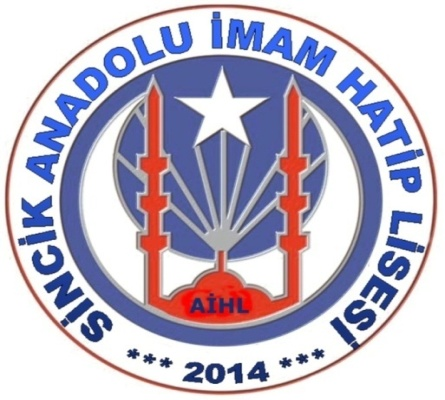 SİNCİK ANADOLU İMAM HATİP LİSESİ
AİHL
*** 2014 ***